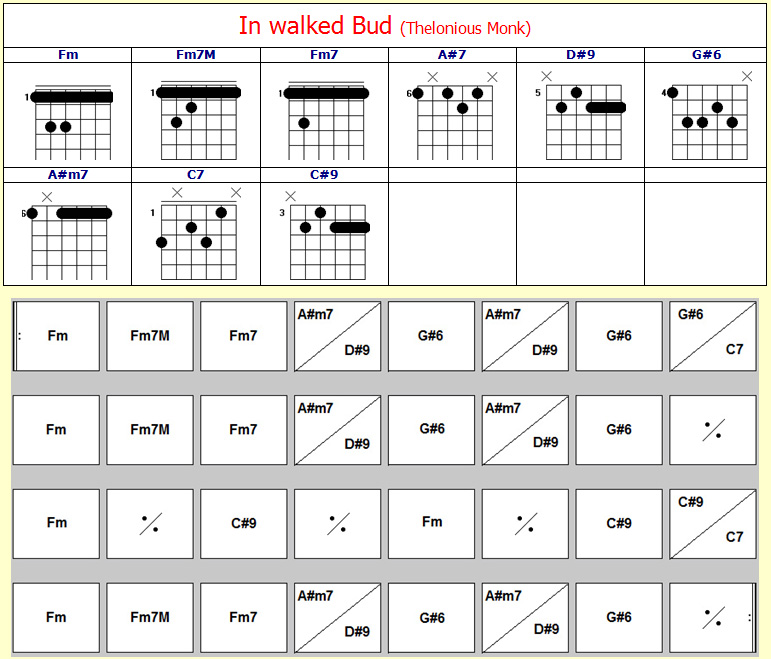 In walked Bud (Thelonious Monk)
Fm Fm7M Fm7 A#7 D#9 G#6
1 1 1 6 5 4
A#m7 C7 C#9
6 1 3
: Fm Fm7M Fm7 A#m7 D#9 G#6 A#m7 D#9 G#6 G#6 C7
Fm Fm7M Fm7 A#m7 D#9 G#6 A#m7 D#9 G#6 ٪
Fm ٪ C#9 ٪ Fm ٪ C#9 C#9 C7
Fm Fm7M Fm7 A#m7 D#9 G#6 A#m7 D#9 G#6 ٪ :